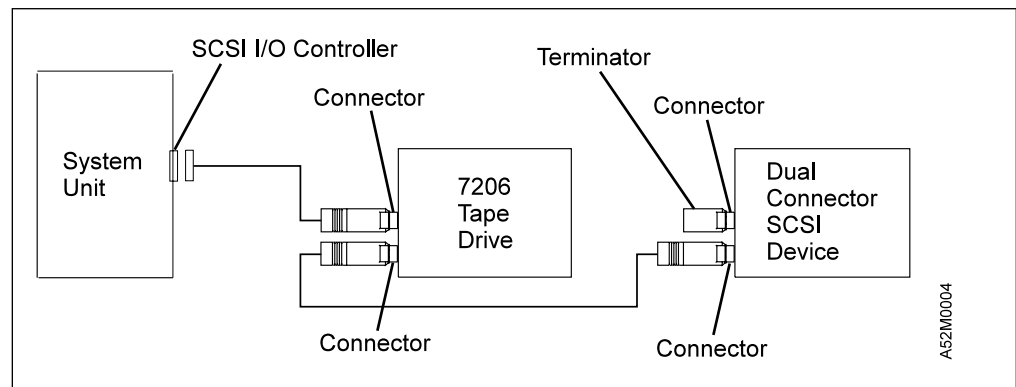 SCSI I/O Controller
Terminator
Connector
Connector
System
Unit
7206
Tape
Drive
Dual
Connector
SCSI
Device
Connector
Connector
A52M0004